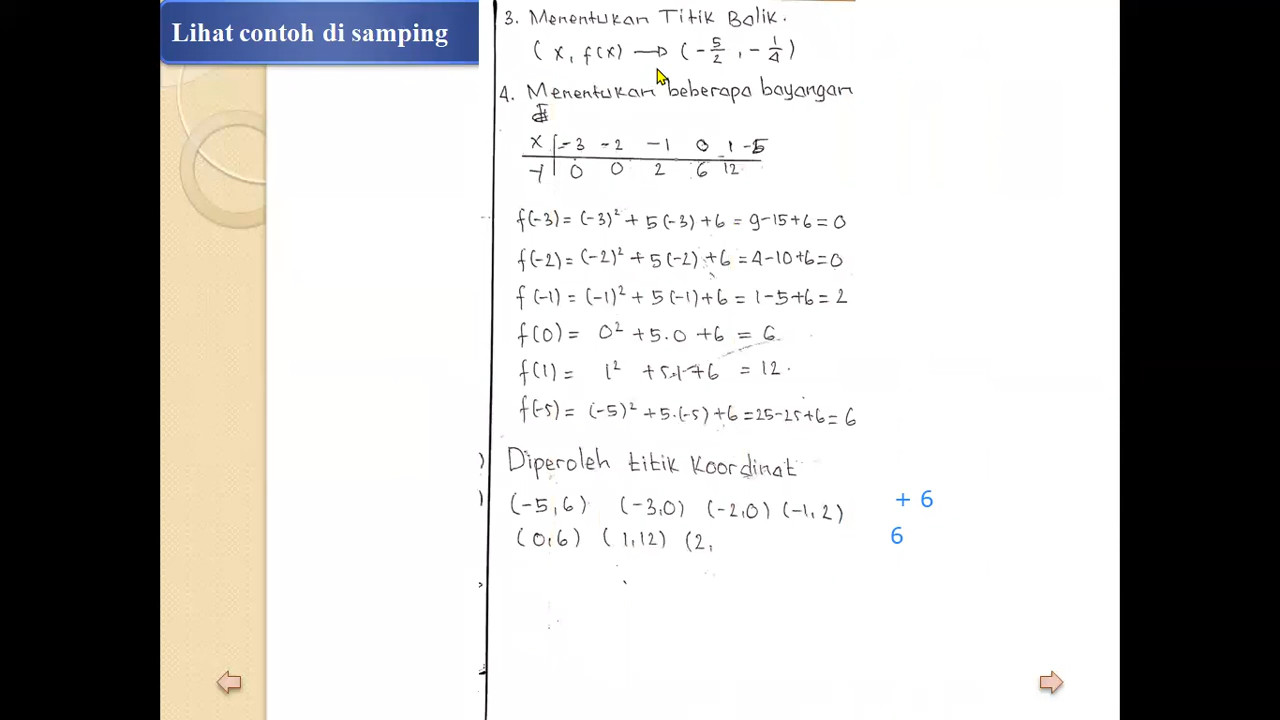 Lihat contoh di samping
3. Menentukan Titik Balik.
( x, f(x) → (-5/2, -1/4)
4. Menentukan beberapa bayangan
x | -3 -2 -1 0 1 -5
y | 0 0 2 6 12
f(-3) = (-3)² + 5(-3) + 6 = 9-15+6 = 0
f(-2) = (-2)² + 5(-2) + 6 = 4-10+6=0
f(-1) = (-1)² + 5(-1)+6 = 1-5+6 = 2
f(0) = 0² + 5.0 + 6 = 6
f(1) = 1² + 5.1+6 = 12.
f(-5) = (-5)² + 5.(-5) + 6 = 25-25+6 = 6
Diperoleh titik Koordinat
(-5,6) (-3,0) (-2,0) (-1,2)
(0,6) (1,12) (2,
+ 6
6